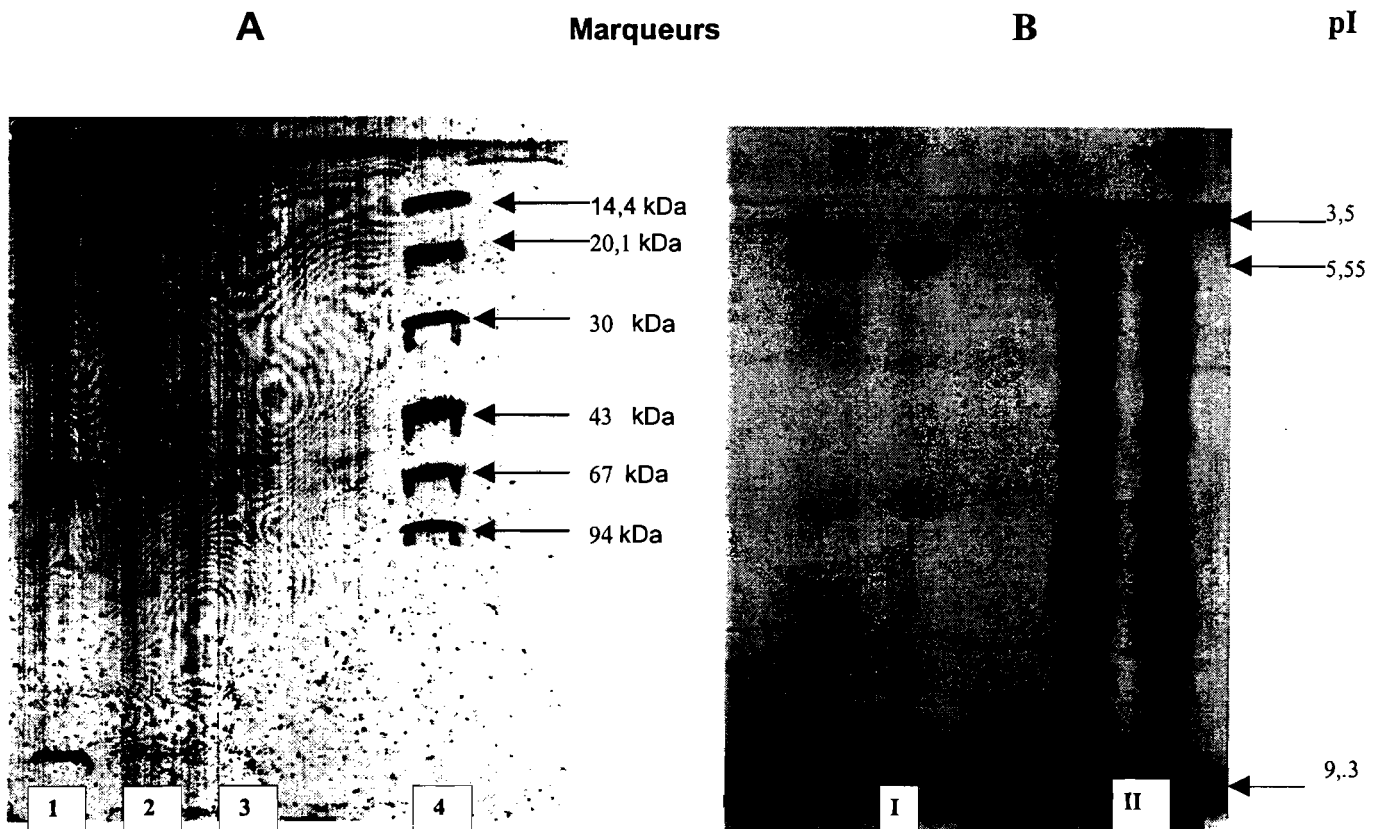 A Marqueurs B pI
14,4 kDa
20,1 kDa
30 kDa
43 kDa
67 kDa
94 kDa
1 2 3 4
3,5
5,55
9,.3
I II